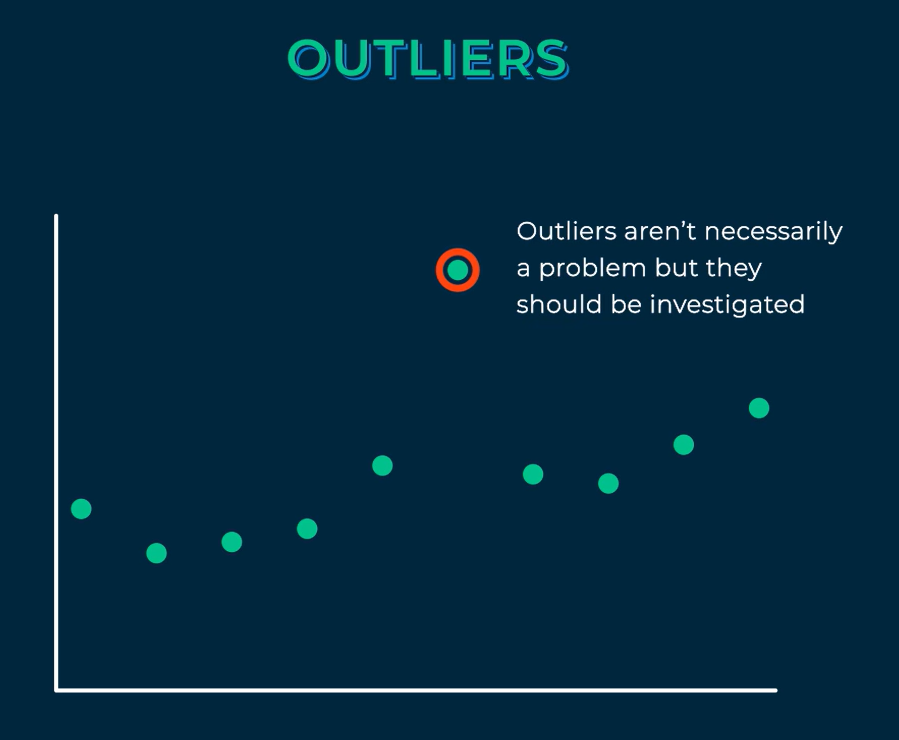 OUTLIERS
Outliers aren’t necessarily
a problem but they
should be investigated